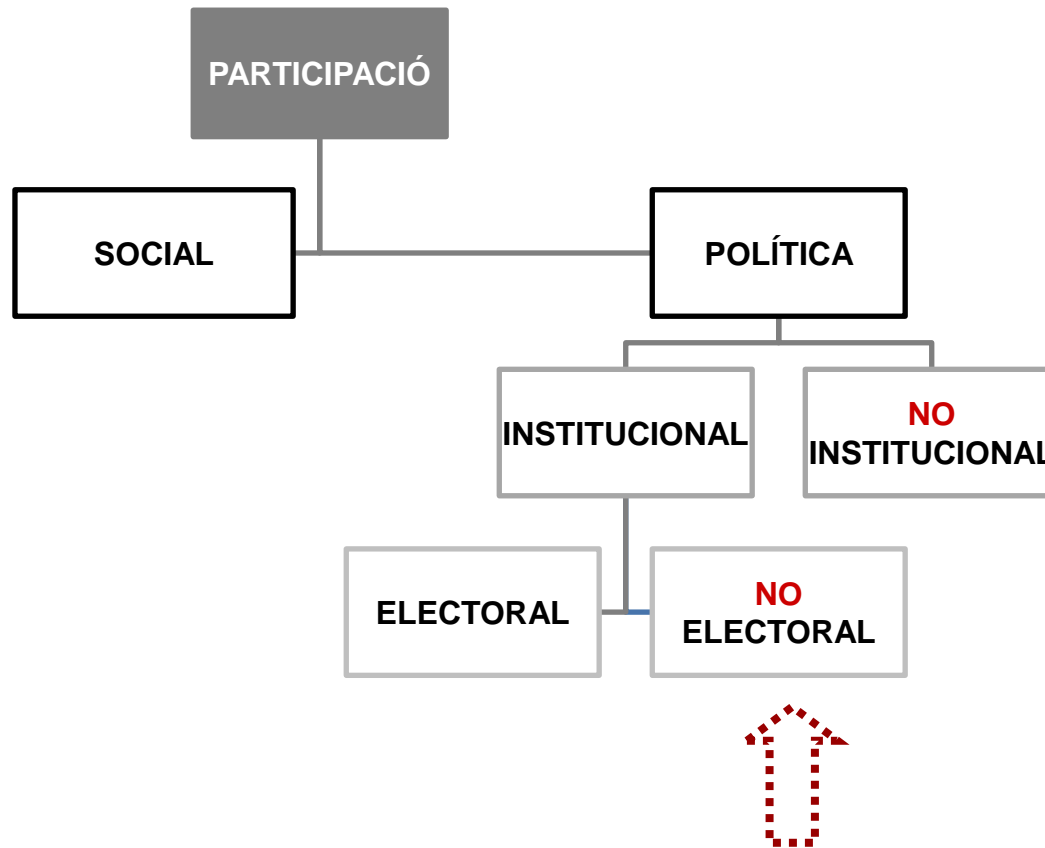 PARTICIPACIÓ
SOCIAL
POLÍTICA
INSTITUCIONAL
NO
INSTITUCIONAL
ELECTORAL
NO
ELECTORAL